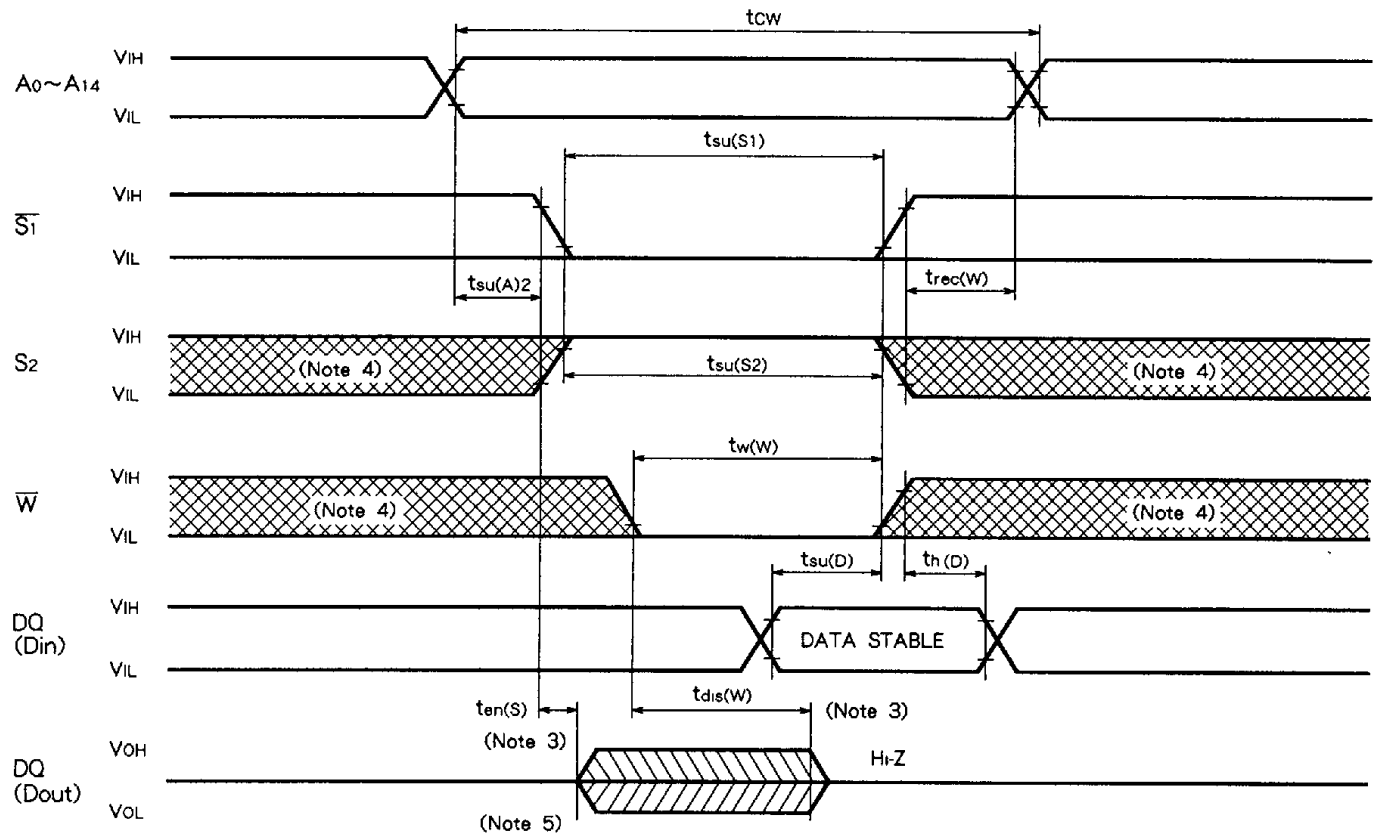 tCW
VIH
A0~A14
VIL
tsu(S1)
VIH
S1
VIL
tsu(A)2
trec(W)
VIH
S2
(Note 4)
tsu(S2)
(Note 4)
VIL
tw(W)
VIH
W
(Note 4)
(Note 4)
VIL
tsu(D)
th(D)
VIH
DQ
(Din)
DATA STABLE
VIL
ten(S)
tdis(W)
(Note 3)
(Note 3)
VOH
DQ
(Dout)
Hi-Z
VOL
(Note 5)